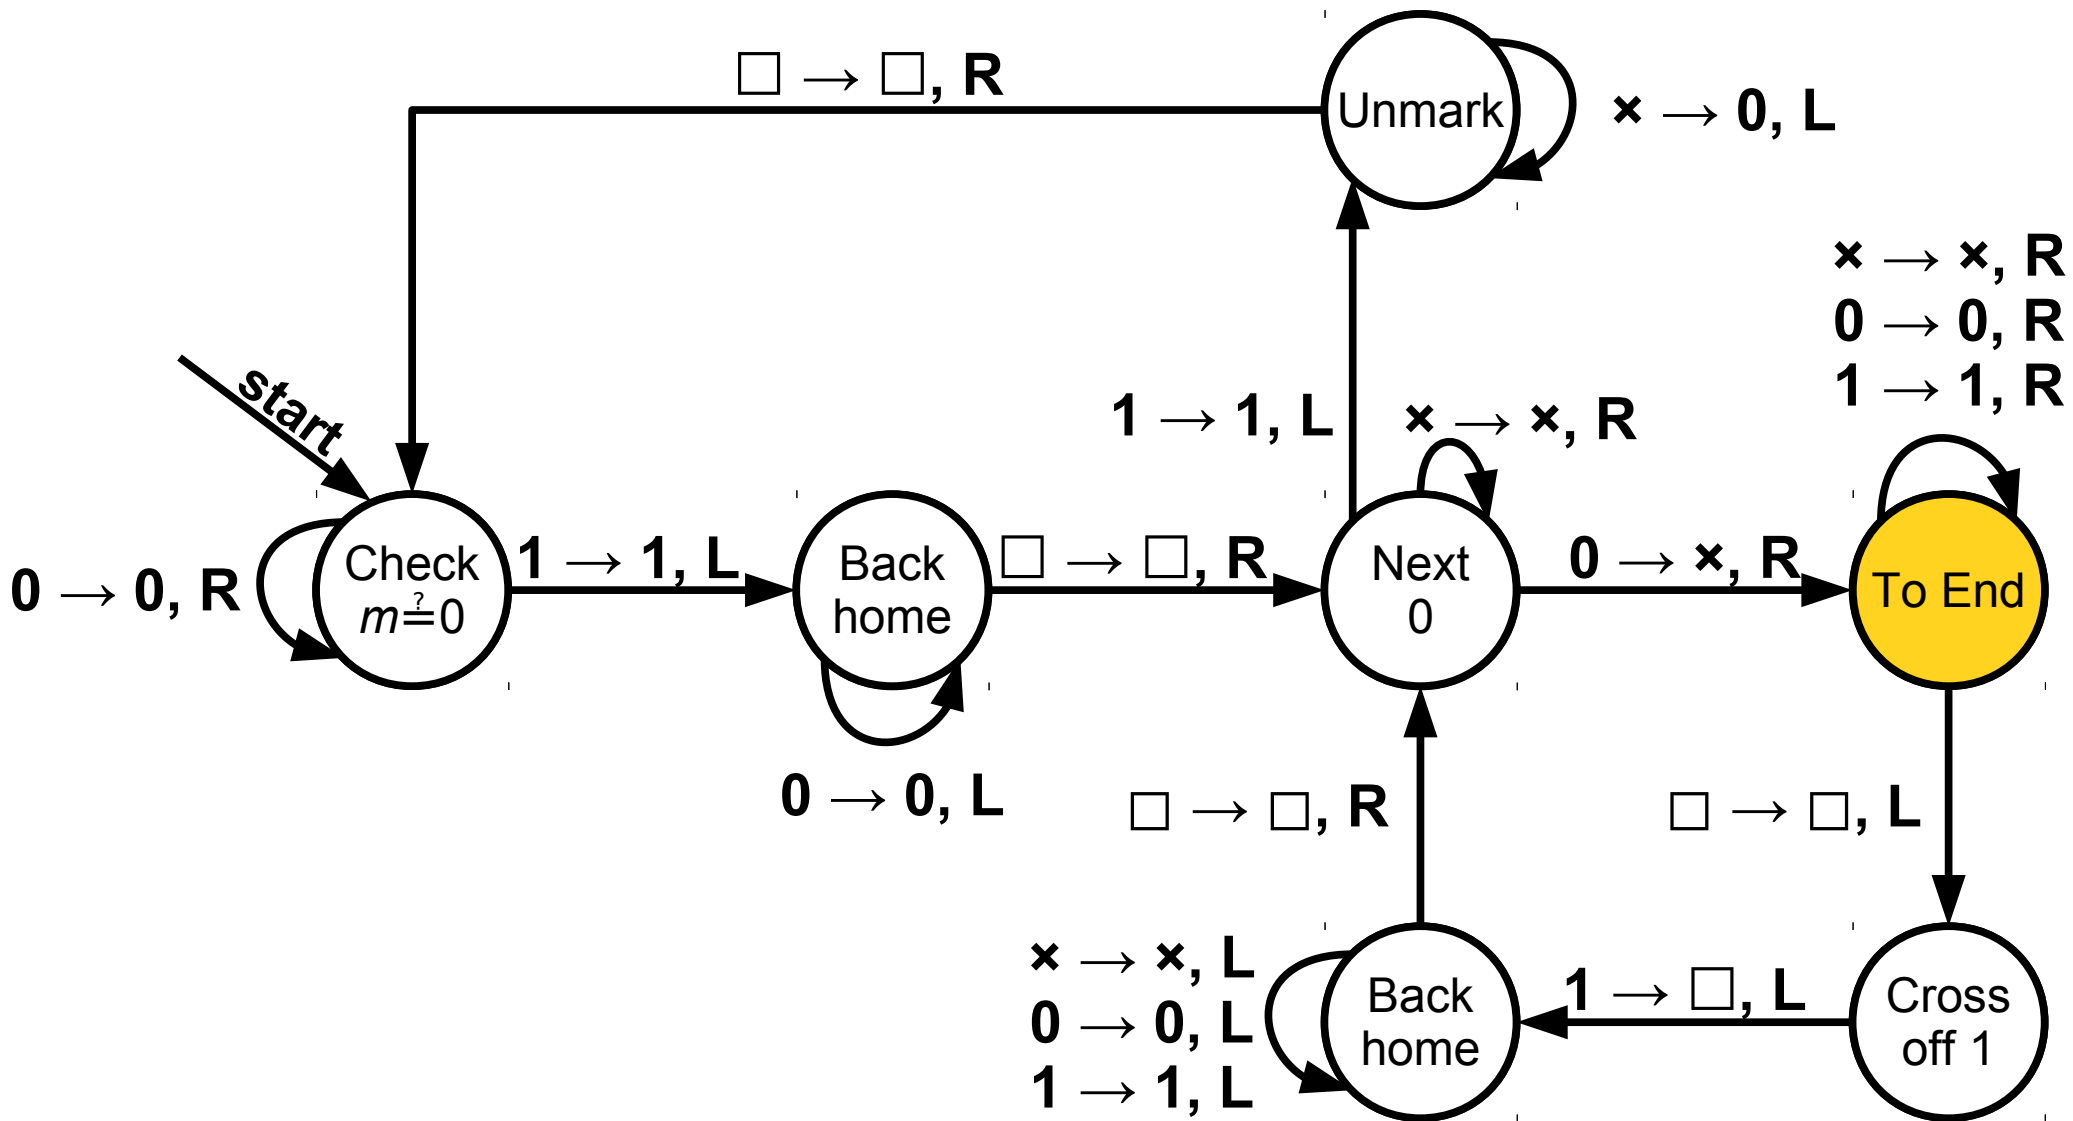 □ → □, R
Unmark
× → 0, L
× → ×, R
0 → 0, R
1 → 1, R
start
1 → 1, L
× → ×, R
0 → 0, R
Check
m≟0
1 → 1, L
Back
home
□ → □, R
Next
0
0 → ×, R
To End
0 → 0, L
□ → □, R
□ → □, L
× → ×, L
0 → 0, L
1 → 1, L
Back
home
1 → □, L
Cross
off 1